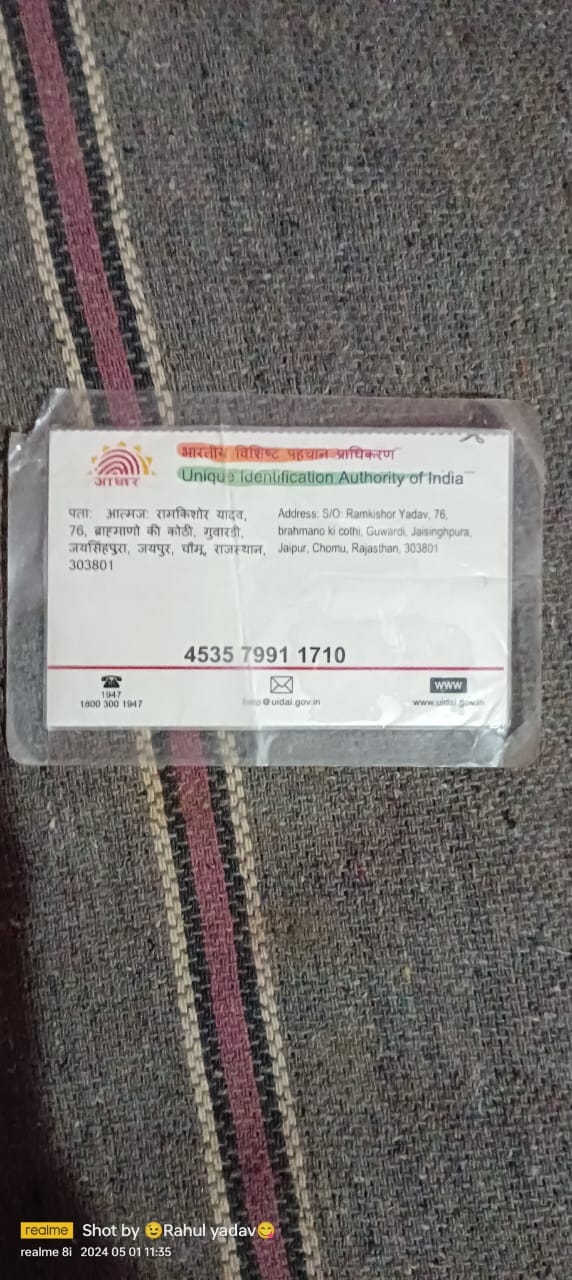 भारतीय विशिष्ट पहचान प्राधिकरण
आधार
Unique Identification Authority of India
पता: आत्मज: रामकिशोर यादव,
76, ब्राह्माणो की कोठी, गुवारडी,
जयसिंहपुरा, जयपुर, चौमू, राजस्थान,
303801
Address: S/O: Ramkishor Yadav, 76,
brahmano ki cothi, Guwardi, Jaisinghpura,
Jaipur, Chomu, Rajasthan, 303801
4535 7991 1710
1947
1800 300 1947
help@uidai.gov.in
WWW
www.uidai.gov.in
realme Shot by 😉Rahul yadav😋
realme 8i 2024 05 01 11:35